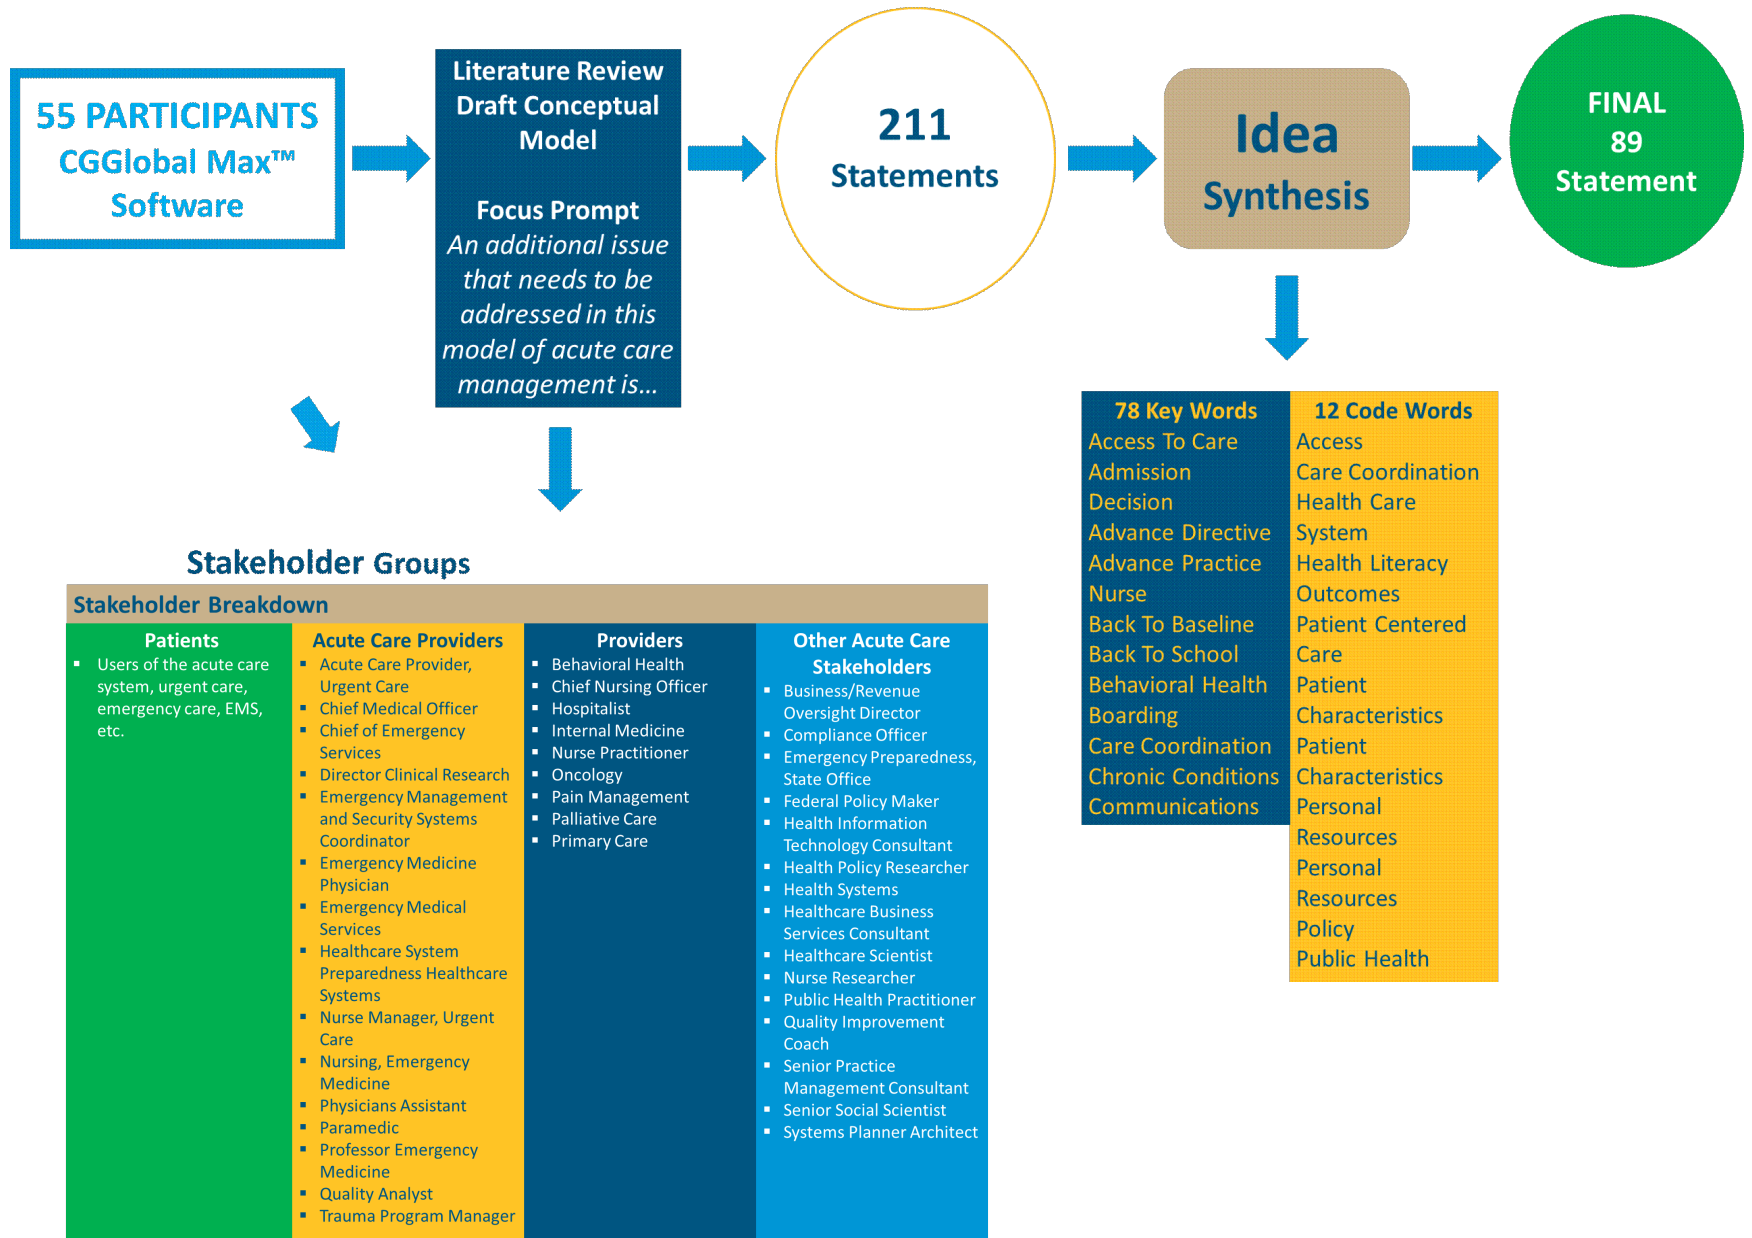 55 PARTICIPANTS
CGGlobal Max™
Software
Literature Review
Draft Conceptual
Model
Focus Prompt
An additional issue
that needs to be
addressed in this
model of acute care
management is...
211
Statements
Idea
Synthesis
FINAL
89
Statement
78 Key Words
Access To Care
Admission
Decision
Advance Directive
Advance Practice
Nurse
Back To Baseline
Back To School
Behavioral Health
Boarding
Care Coordination
Chronic Conditions
Communications
12 Code Words
Access
Care Coordination
Health Care
System
Health Literacy
Outcomes
Patient Centered
Care
Patient
Characteristics
Patient
Characteristics
Personal
Resources
Personal
Resources
Policy
Public Health
Stakeholder Groups
Stakeholder Breakdown
Patients
▪ Users of the acute care
system, urgent care,
emergency care, EMS,
etc.
Acute Care Providers
▪ Acute Care Provider,
Urgent Care
▪ Chief Medical Officer
▪ Chief of Emergency
Services
▪ Director Clinical Research
▪ Emergency Management
and Security Systems
Coordinator
▪ Emergency Medicine
Physician
▪ Emergency Medical
Services
▪ Healthcare System
Preparedness Healthcare
Systems
▪ Nurse Manager, Urgent
Care
▪ Nursing, Emergency
Medicine
▪ Physicians Assistant
▪ Paramedic
▪ Professor Emergency
Medicine
▪ Quality Analyst
▪ Trauma Program Manager
Providers
▪ Behavioral Health
▪ Chief Nursing Officer
▪ Hospitalist
▪ Internal Medicine
▪ Nurse Practitioner
▪ Oncology
▪ Pain Management
▪ Palliative Care
▪ Primary Care
Other Acute Care
Stakeholders
▪ Business/Revenue
Oversight Director
▪ Compliance Officer
▪ Emergency Preparedness,
State Office
▪ Federal Policy Maker
▪ Health Information
Technology Consultant
▪ Health Policy Researcher
▪ Health Systems
▪ Healthcare Business
Services Consultant
▪ Healthcare Scientist
▪ Nurse Researcher
▪ Public Health Practitioner
▪ Quality Improvement
Coach
▪ Senior Practice
Management Consultant
▪ Senior Social Scientist
▪ Systems Planner Architect